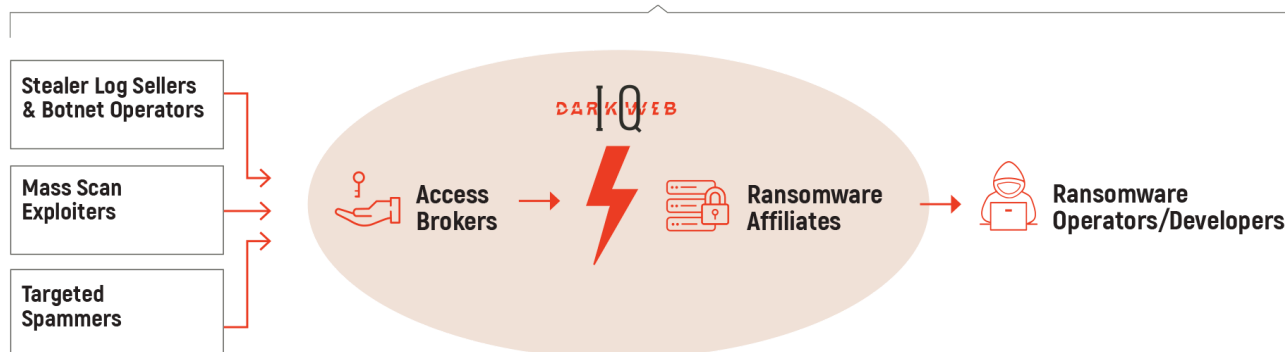 Stealer Log Sellers
& Botnet Operators
Mass Scan
Exploiters
Targeted
Spammers
Access
Brokers
DARKWEB
IQ
Ransomware
Affiliates
Ransomware
Operators/Developers